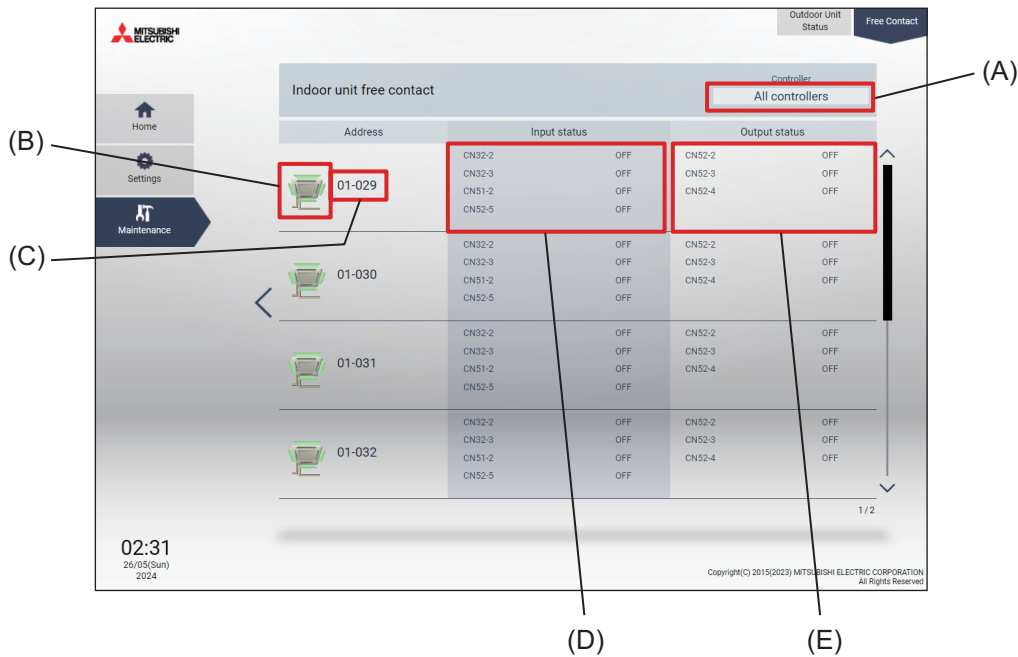 MITSUBISHI
ELECTRIC
Outdoor Unit
Status
Free Contact
(A)
Indoor unit free contact
Controller
All controllers
Home
Address
Input status
Output status
(B)
Settings
01-029
CN32-2 OFF CN52-2 OFF
CN32-3 OFF CN52-3 OFF
CN51-2 OFF CN52-4 OFF
CN52-5 OFF
Maintenance
(C)
01-030
CN32-2 OFF CN52-2 OFF
CN32-3 OFF CN52-3 OFF
CN51-2 OFF CN52-4 OFF
CN52-5 OFF
01-031
CN32-2 OFF CN52-2 OFF
CN32-3 OFF CN52-3 OFF
CN51-2 OFF CN52-4 OFF
CN52-5 OFF
01-032
CN32-2 OFF CN52-2 OFF
CN32-3 OFF CN52-3 OFF
CN51-2 OFF CN52-4 OFF
CN52-5 OFF
1 / 2
02:31
26/05(Sun)
2024
Copyright(C) 2015(2023) MITSUBISHI ELECTRIC CORPORATION
All Rights Reserved
(D)
(E)